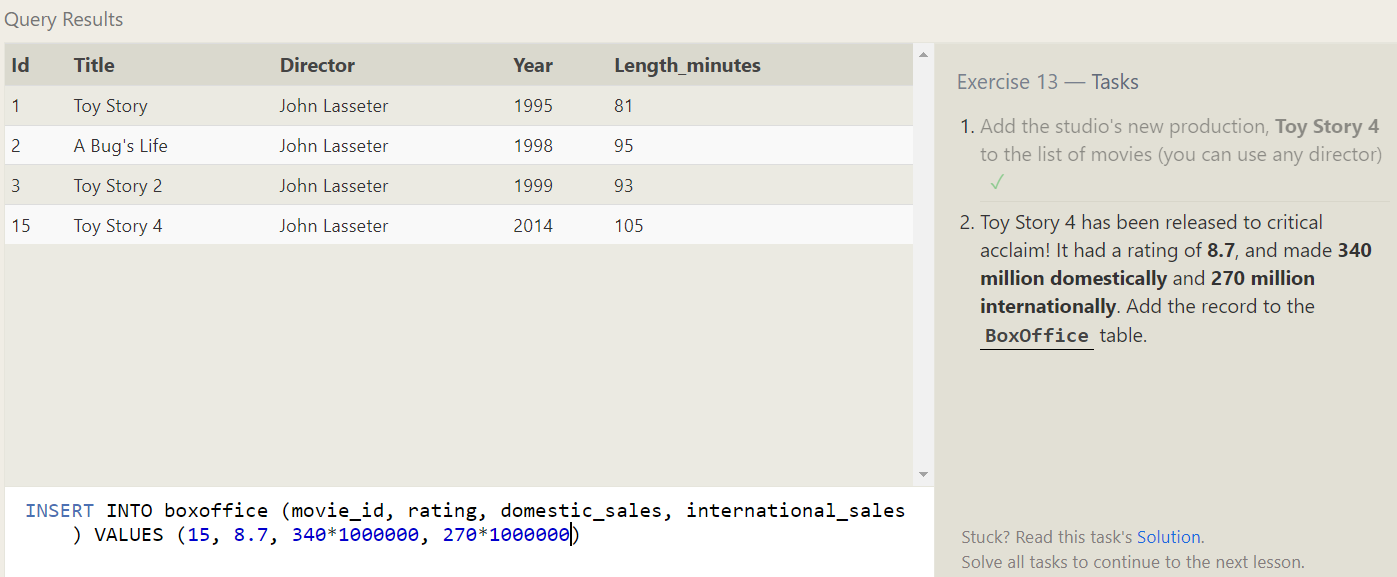 Query Results
Id Title Director Year Length_minutes
1 Toy Story John Lasseter 1995 81
2 A Bug's Life John Lasseter 1998 95
3 Toy Story 2 John Lasseter 1999 93
15 Toy Story 4 John Lasseter 2014 105
INSERT INTO boxoffice (movie_id, rating, domestic_sales, international_sales
) VALUES (15, 8.7, 340*1000000, 270*1000000)
Exercise 13 — Tasks
1. Add the studio's new production, Toy Story 4
to the list of movies (you can use any director)
✓
2. Toy Story 4 has been released to critical
acclaim! It had a rating of 8.7, and made 340
million domestically and 270 million
internationally. Add the record to the
BoxOffice table.
Stuck? Read this task's Solution.
Solve all tasks to continue to the next lesson.